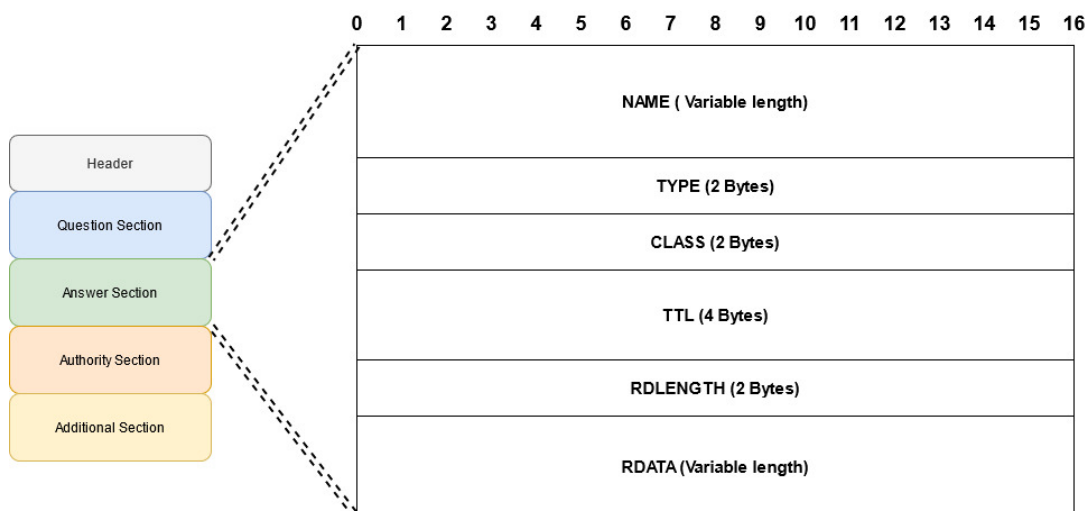 0 1 2 3 4 5 6 7 8 9 10 11 12 13 14 15 16
NAME ( Variable length)
Header
TYPE (2 Bytes)
Question Section
CLASS (2 Bytes)
Answer Section
TTL (4 Bytes)
Authority Section
RDLENGTH (2 Bytes)
Additional Section
RDATA (Variable length)